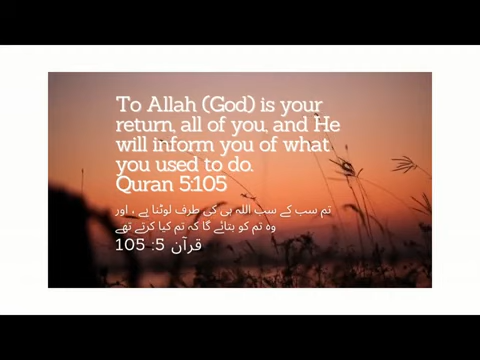 To Allah (God) is your
return, all of you, and He
will inform you of what
you used to do.
Quran 5:105
تم سب کے سب اللہ ہی کی طرف لوٹنا ہے ، اور
وہ تم کو بتائے گا کہ تم کیا کرتے تھے
قرآن 5: 105